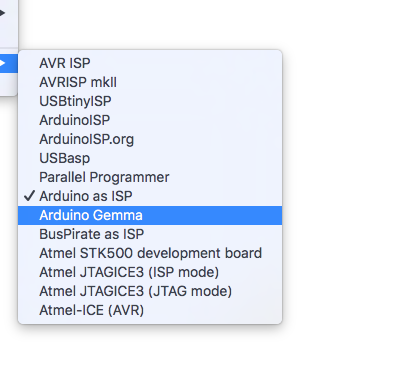 AVR ISP
AVRISP mkII
USBtinyISP
ArduinoISP
ArduinoISP.org
USBasp
Parallel Programmer
Arduino as ISP
Arduino Gemma
BusPirate as ISP
Atmel STK500 development board
Atmel JTAGICE3 (ISP mode)
Atmel JTAGICE3 (JTAG mode)
Atmel-ICE (AVR)